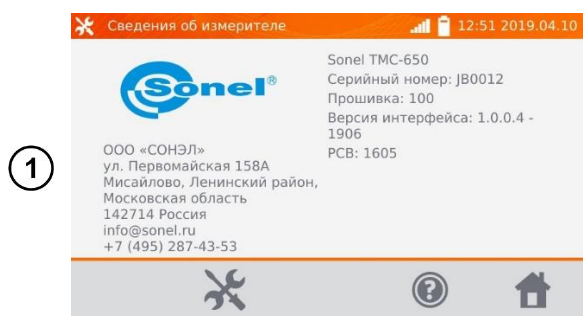 Сведения об измерителе 12:51 2019.04.10
Sonel®
Sonel TMC-650
Серийный номер: JB0012
Прошивка: 100
Версия интерфейса: 1.0.0.4 -
1906
PCB: 1605
ООО «СОНЭЛ»
ул. Первомайская 158А
Мисайлово, Ленинский район,
Московская область
142714 Россия
info@sonel.ru
+7 (495) 287-43-53
1
?